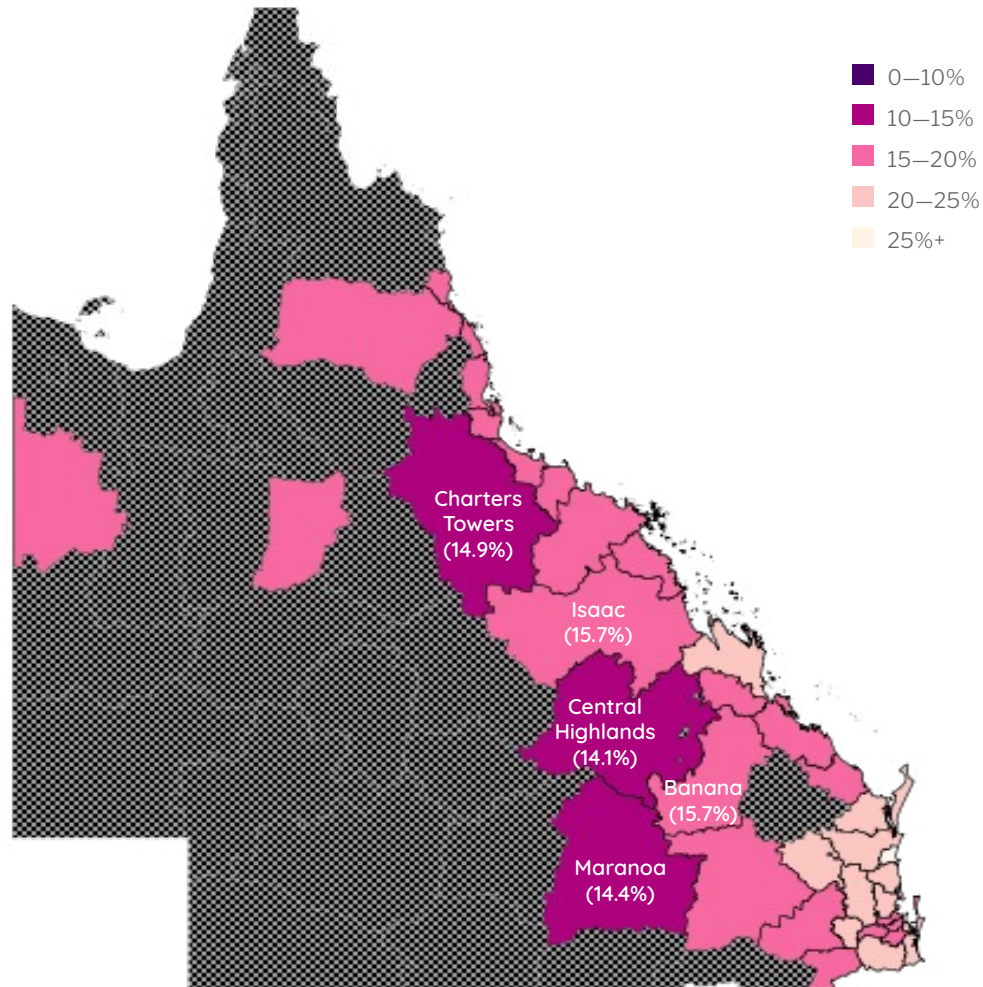 0—10%
10—15%
15—20%
20—25%
25%+
Charters
Towers
(14.9%)
Isaac
(15.7%)
Central
Highlands
(14.1%)
Banana
(15.7%)
Maranoa
(14.4%)